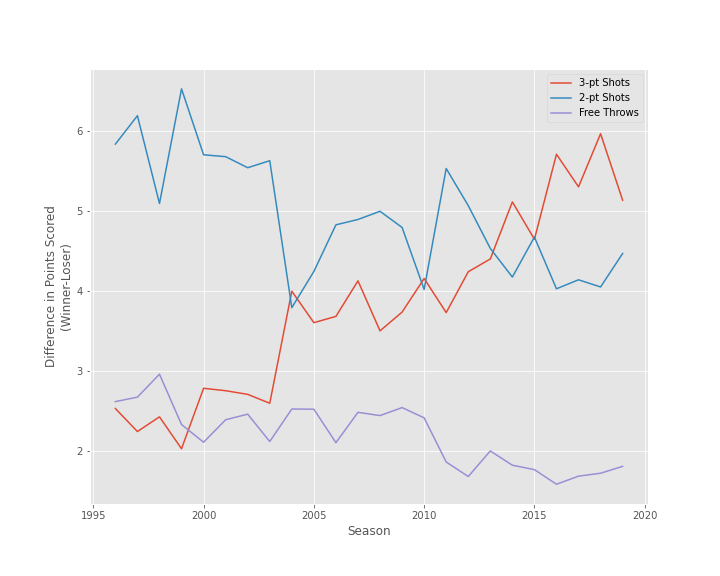 3-pt Shots
2-pt Shots
Free Throws
6
5
4
3
2
Difference in Points Scored
(Winner-Loser)
1995
2000
2005
2010
2015
2020
Season